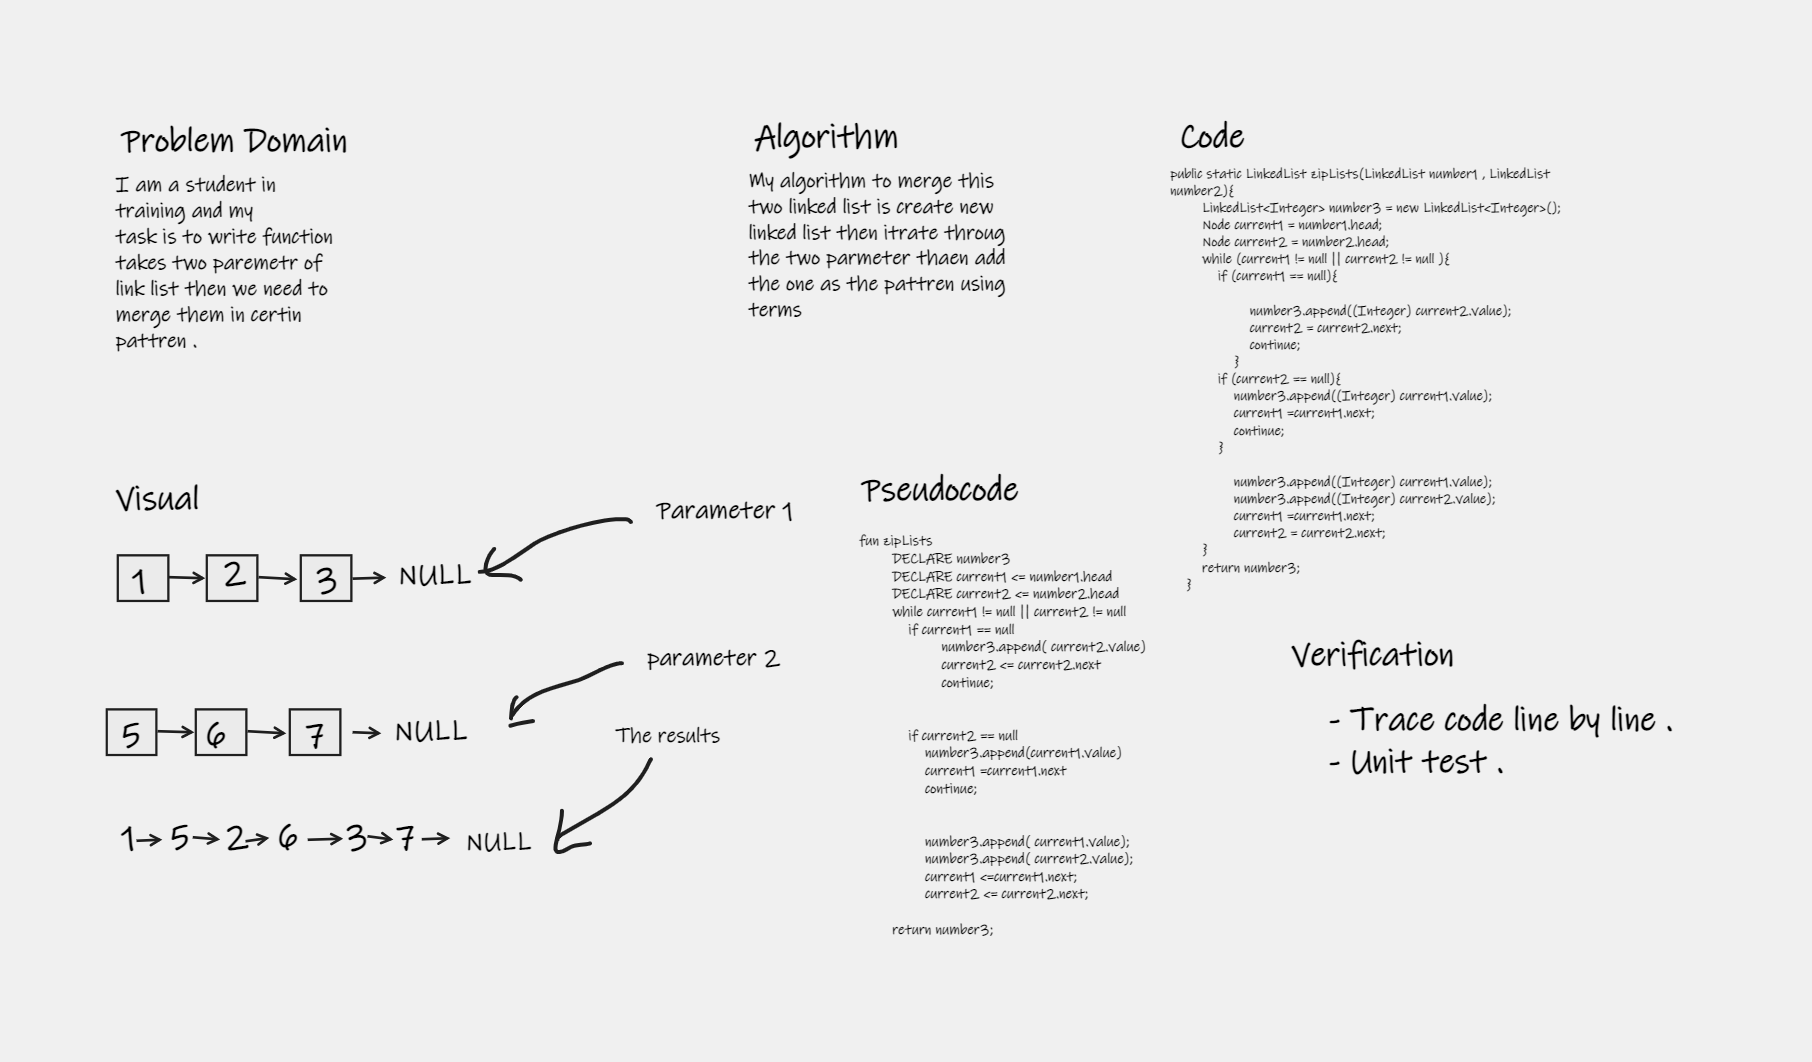 Problem Domain
I am a student in
training and my
task is to write function
takes two paremetr of
link list then we need to
merge them in certin
pattren .
Visual
Parameter 1
1 2 3 NULL
parameter 2
5 6 7 NULL
The results
1 5 2 6 3 7 NULL
Algorithm
My algorithm to merge this
two linked list is create new
linked list then itrate throug
the two parmeter thaen add
the one as the pattren using
terms
Pseudocode
fun zipLists
DECLARE number3
DECLARE current1 <= number1.head
DECLARE current2 <= number2.head
while current1 != null || current2 != null
if current1 == null
number3.append( current2.value)
current2 <= current2.next
continue;
if current2 == null
number3.append(current1.value)
current1 =current1.next
continue;
number3.append( current1.value);
number3.append( current2.value);
current1 <=current1.next;
current2 <= current2.next;
return number3;
Code
public static LinkedList zipLists(LinkedList number1 , LinkedList
number2){
LinkedList<Integer> number3 = new LinkedList<Integer>();
Node current1 = number1.head;
Node current2 = number2.head;
while (current1 != null || current2 != null ){
if (current1 == null){
number3.append((Integer) current2.value);
current2 = current2.next;
continue;
}
if (current2 == null){
number3.append((Integer) current1.value);
current1 =current1.next;
continue;
}
number3.append((Integer) current1.value);
number3.append((Integer) current2.value);
current1 =current1.next;
current2 = current2.next;
}
return number3;
}
Verification
- Trace code line by line .
- Unit test .